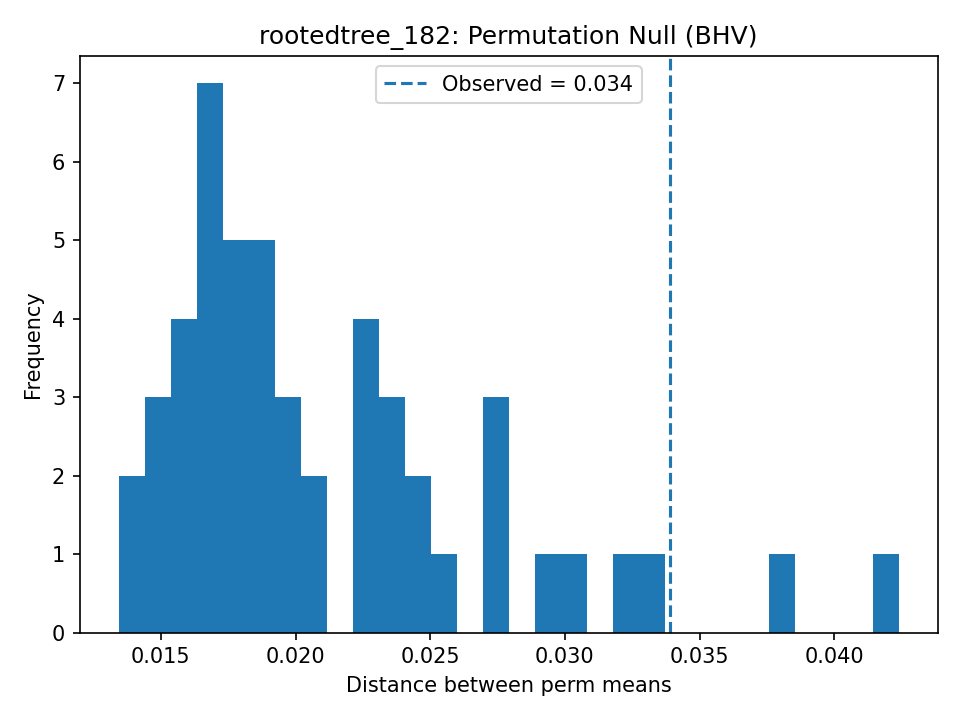 rootedtree_182: Permutation Null (BHV)
Observed = 0.034
7
6
5
4
3
2
1
0
Frequency
0.015 0.020 0.025 0.030 0.035 0.040
Distance between perm means